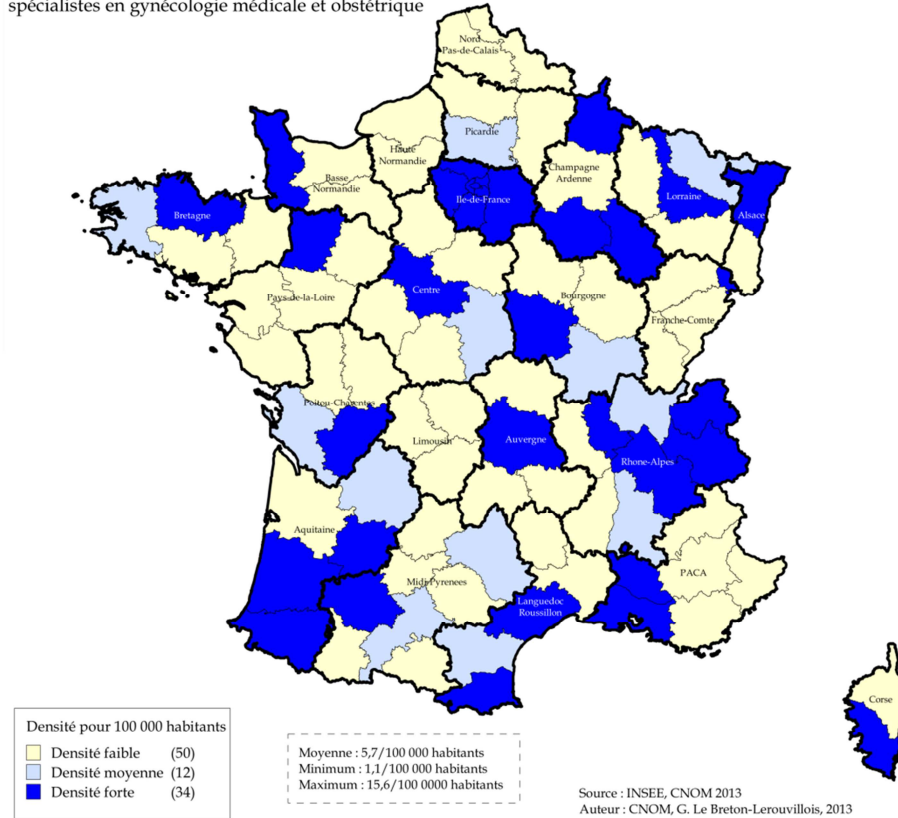 spécialistes en gynécologie médicale et obstétrique
Nord
Pas-de-Calais
Picardie
Haute
Normandie
Basse
Normandie
Champagne
Ardenne
Lorraine
Alsace
Ile-de-France
Bretagne
Centre
Pays-de-la-Loire
Bourgogne
Franche-Comte
Poitou-Charentes
Limousin
Auvergne
Rhone-Alpes
Aquitaine
Midi-Pyrenees
PACA
Languedoc
Roussillon
Corse
Densité pour 100 000 habitants
Densité faible (50)
Densité moyenne (12)
Densité forte (34)
Moyenne : 5,7/100 000 habitants
Minimum : 1,1/100 000 habitants
Maximum : 15,6/100 0000 habitants
Source : INSEE, CNOM 2013
Auteur : CNOM, G. Le Breton-Lerouvillois, 2013